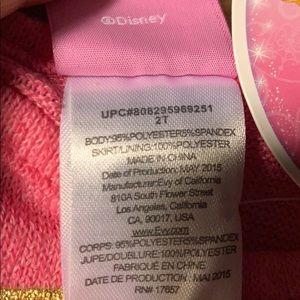 ©Disney
UPC#808295969251
2T
BODY:95%POLYESTER5%SPANDEX
SKIRT/LINING:100%POLYESTER
MADE IN CHINA
Date of Production: MAY 2015
Manufacturer:Evy of California
810A South Flower Street
Los Angeles, California
CA, 90017, USA
www.Evy.com
CORPS: 95%POLYESTER5%SPANDEX
JUPE/DOUBLURE:100%POLYESTER
FABRIQUÉ EN CHINE
DATE DE PRODUCTION : MAI 2015
RN# 17657